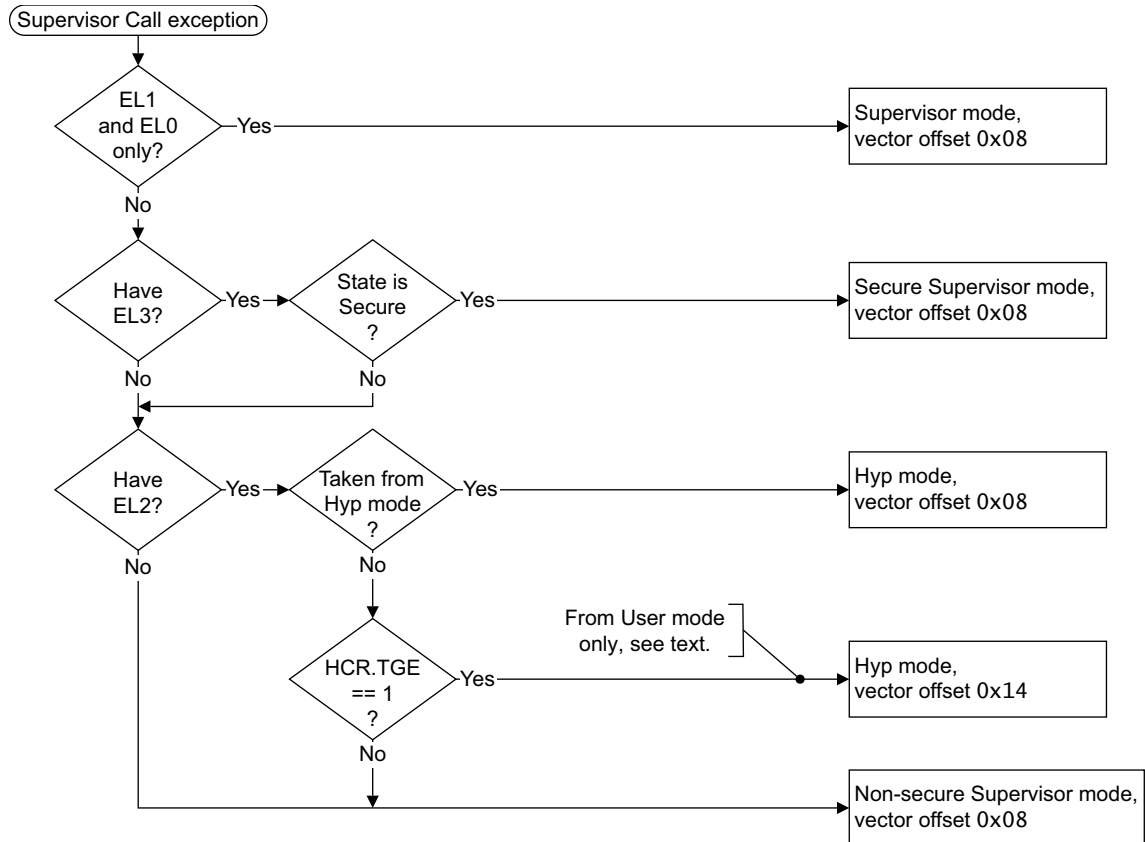 Supervisor Call exception
EL1
and EL0
only?
Yes
Supervisor mode,
vector offset 0x08
No
Have
EL3?
Yes
State is
Secure
?
Yes
Secure Supervisor mode,
vector offset 0x08
No
No
Have
EL2?
Yes
Taken from
Hyp mode
?
Yes
Hyp mode,
vector offset 0x08
No
No
From User mode
only, see text.
HCR.TGE
== 1
?
Yes
Hyp mode,
vector offset 0x14
No
Non-secure Supervisor mode,
vector offset 0x08